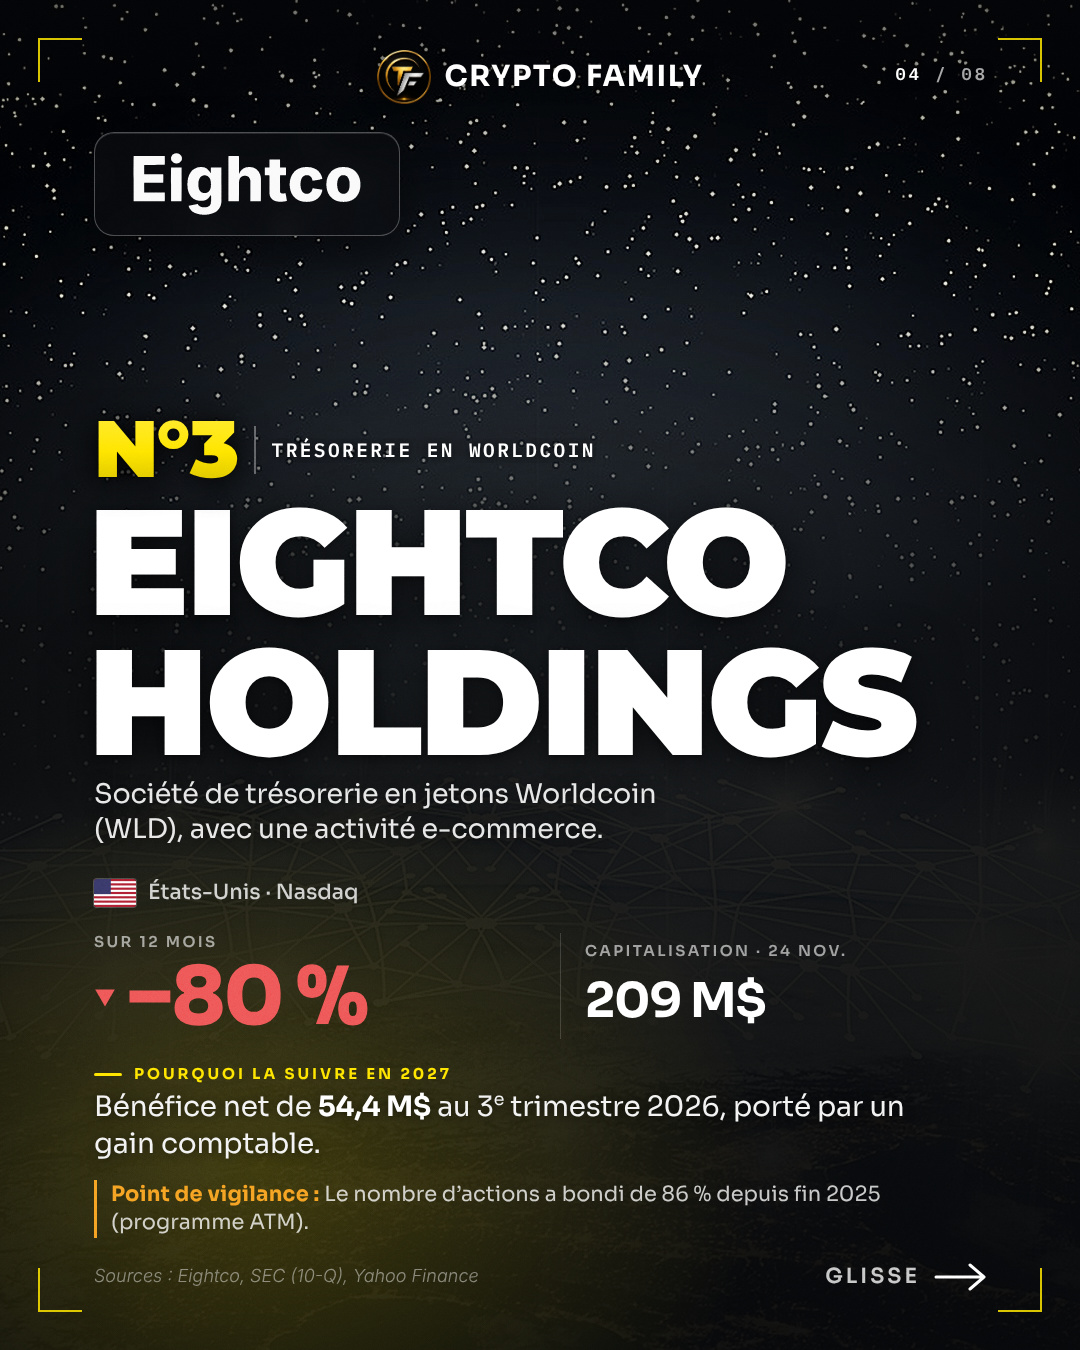 CRYPTO FAMILY
04 / 08
Eightco
N°3
TRÉSORERIE EN WORLDCOIN
EIGHTCO
HOLDINGS
Société de trésorerie en jetons Worldcoin
(WLD), avec une activité e-commerce.
États-Unis · Nasdaq
SUR 12 MOIS
▼ −80 %
CAPITALISATION · 24 NOV.
209 M$
POURQUOI LA SUIVRE EN 2027
Bénéfice net de 54,4 M$ au 3ᵉ trimestre 2026, porté par un
gain comptable.
Point de vigilance : Le nombre d’actions a bondi de 86 % depuis fin 2025
(programme ATM).
Sources : Eightco, SEC (10-Q), Yahoo Finance
GLISSE →